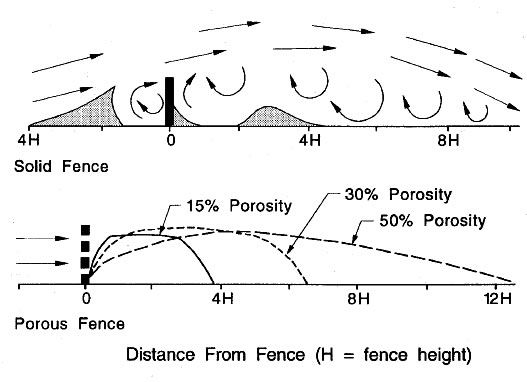 4H 0 4H 8H
Solid Fence
15% Porosity
30% Porosity
50% Porosity
0 4H 8H 12H
Porous Fence
Distance From Fence (H = fence height)